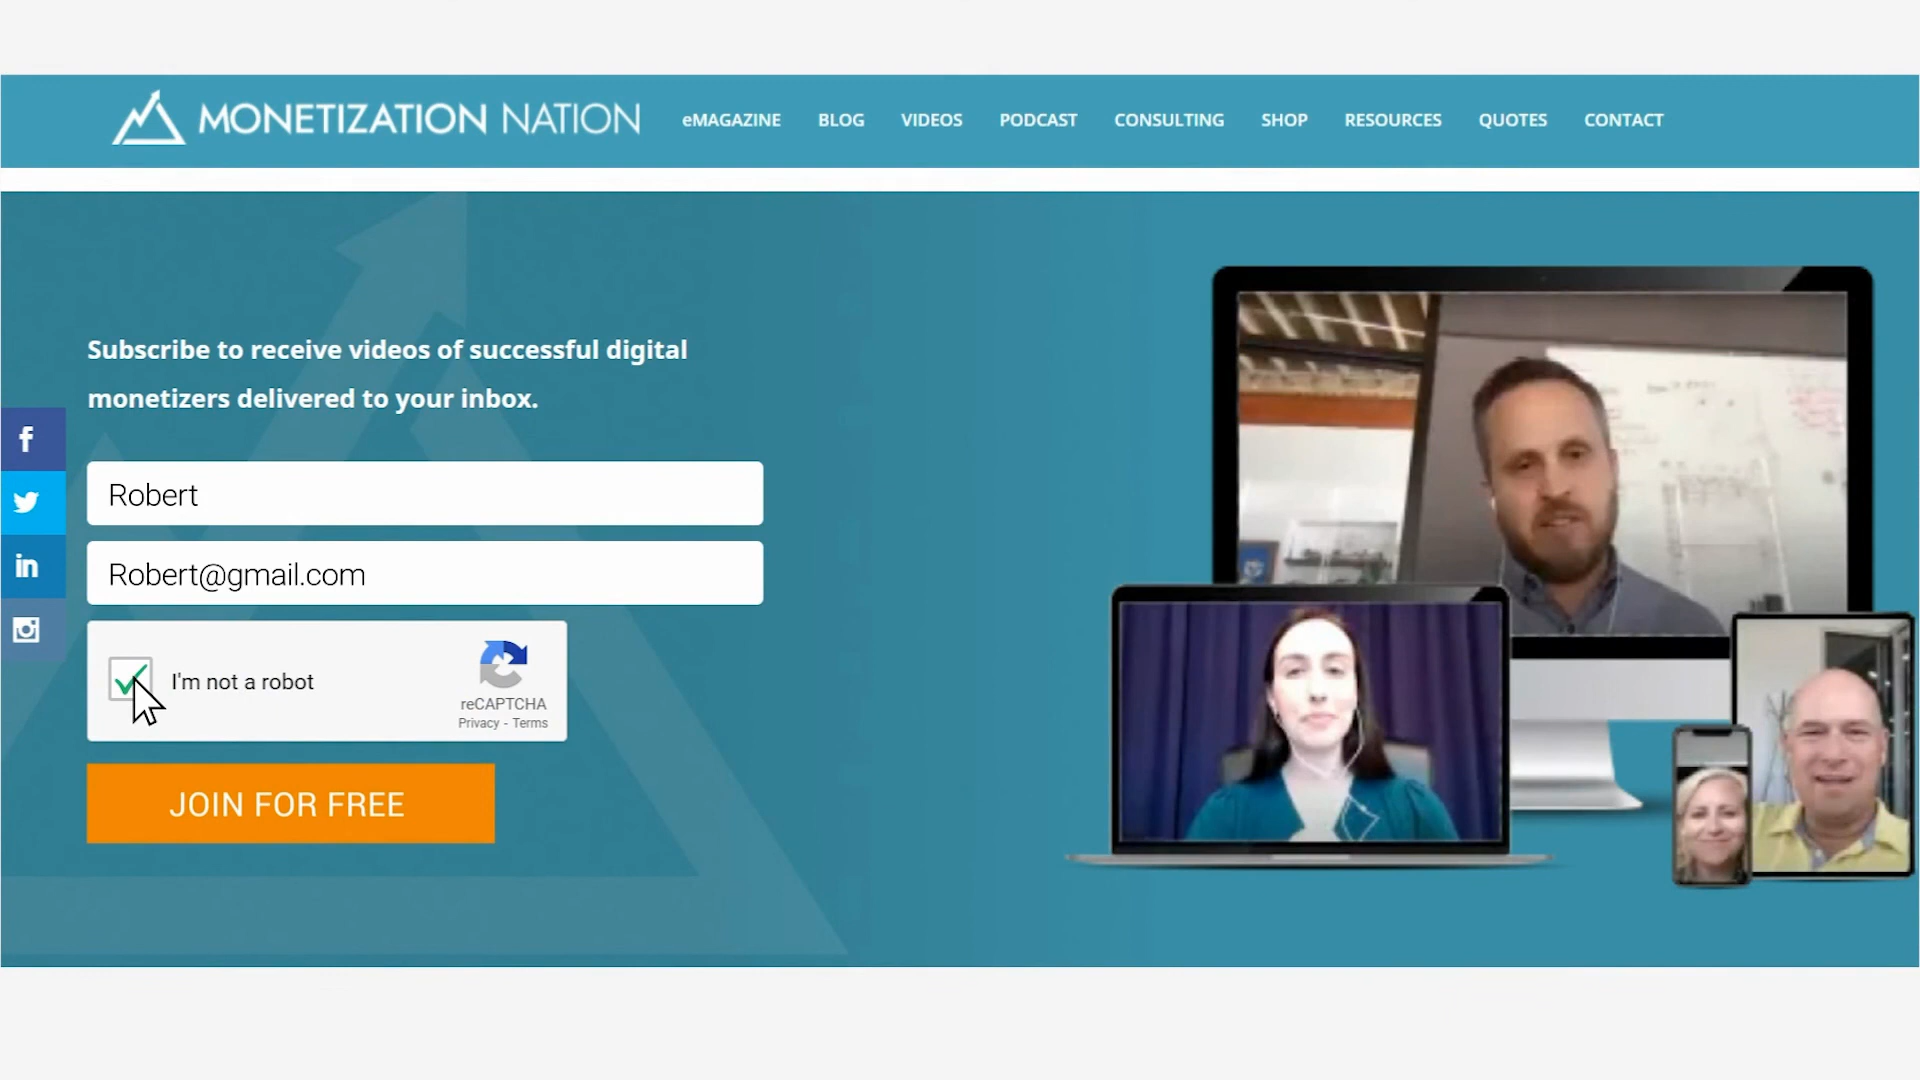 MONETIZATION NATION
eMAGAZINE BLOG VIDEOS PODCAST CONSULTING SHOP RESOURCES QUOTES CONTACT
Subscribe to receive videos of successful digital
monetizers delivered to your inbox.
Robert
Robert@gmail.com
I'm not a robot
reCAPTCHA
Privacy - Terms
JOIN FOR FREE